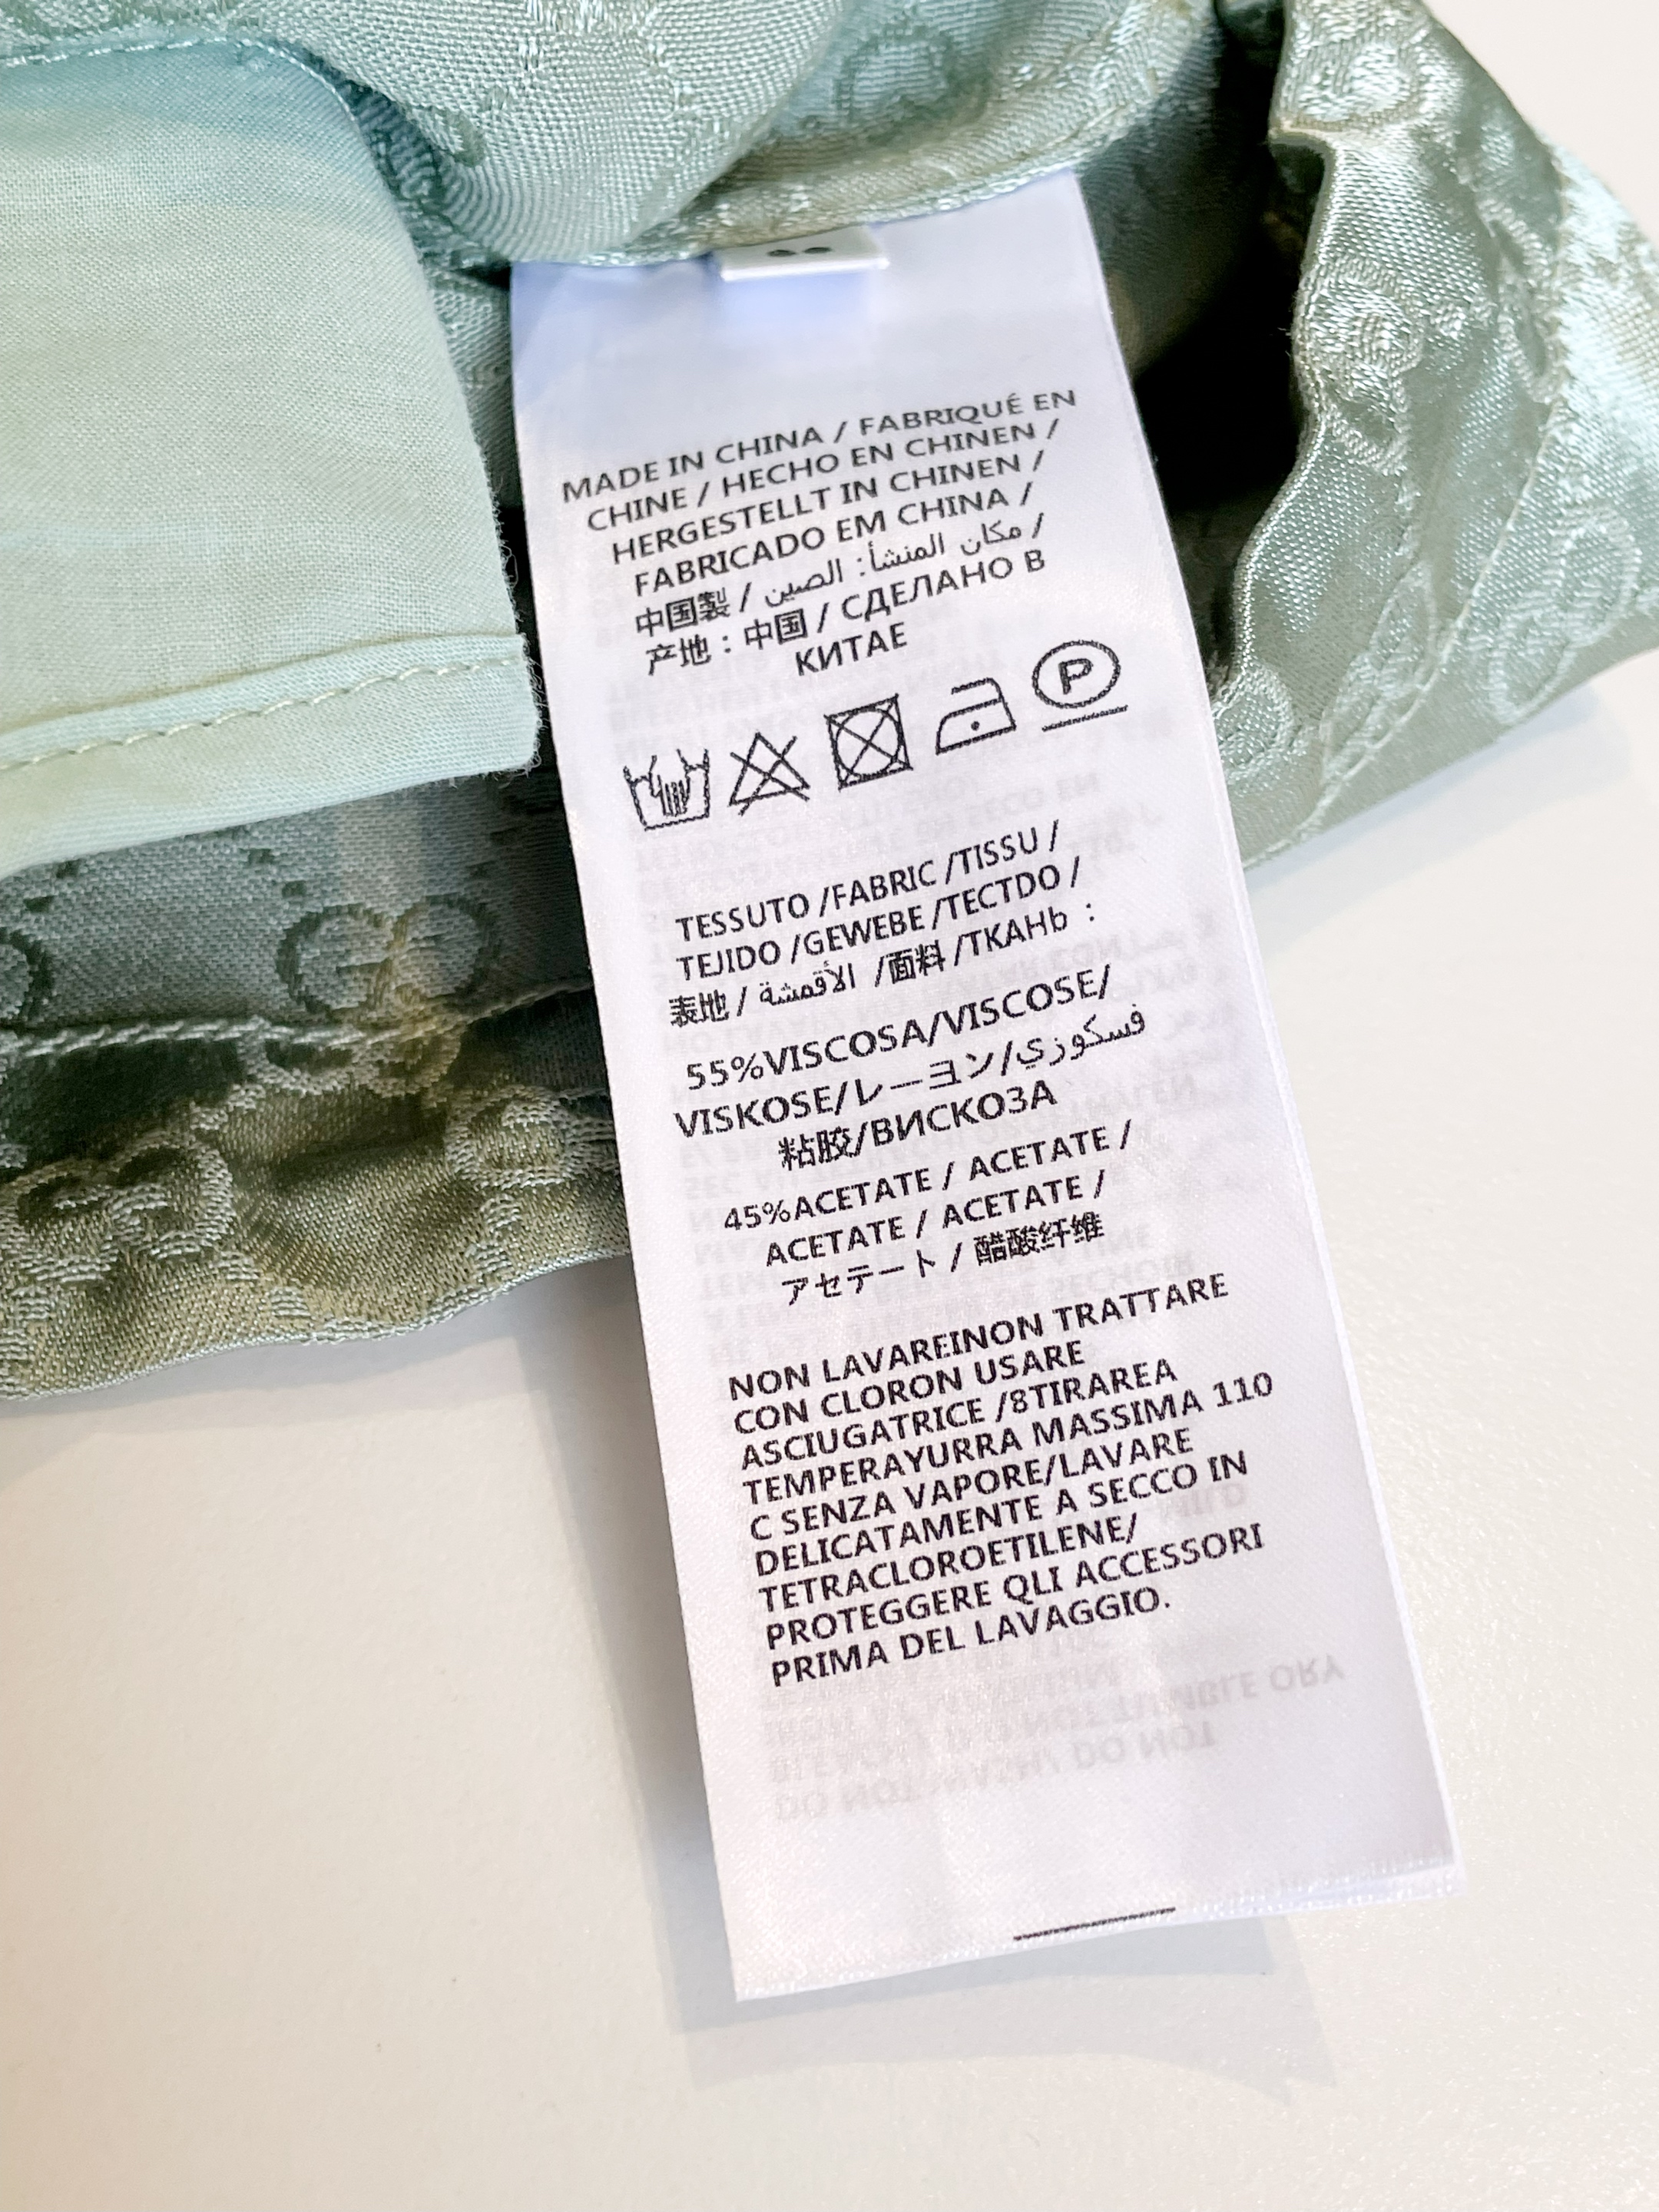 MADE IN CHINA / FABRIQUÉ EN
CHINE / HECHO EN CHINEN /
HERGESTELLT IN CHINEN /
FABRICADO EM CHINA /
中国製 / مكان المنشأ: الصين /
产地：中国 / СДЕЛАНО В
КИТАЕ
P
TESSUTO /FABRIC /TISSU /
TEJIDO /GEWEBE /TECTDO /
表地 / الأقمشة /面料 /TKAHb :
55%VISCOSA/VISCOSE/
VISKOSE/レーヨン/فسكوزي
粘胶/ВИСКОЗА
45%ACETATE / ACETATE /
ACETATE / ACETATE /
アセテート / 醋酸纤维
NON LAVAREINON TRATTARE
CON CLORON USARE
ASCIUGATRICE /8TIRAREA
TEMPERAYURRA MASSIMA 110
C SENZA VAPORE/LAVARE
DELICATAMENTE A SECCO IN
TETRACLOROETILENE/
PROTEGGERE QLI ACCESSORI
PRIMA DEL LAVAGGIO.